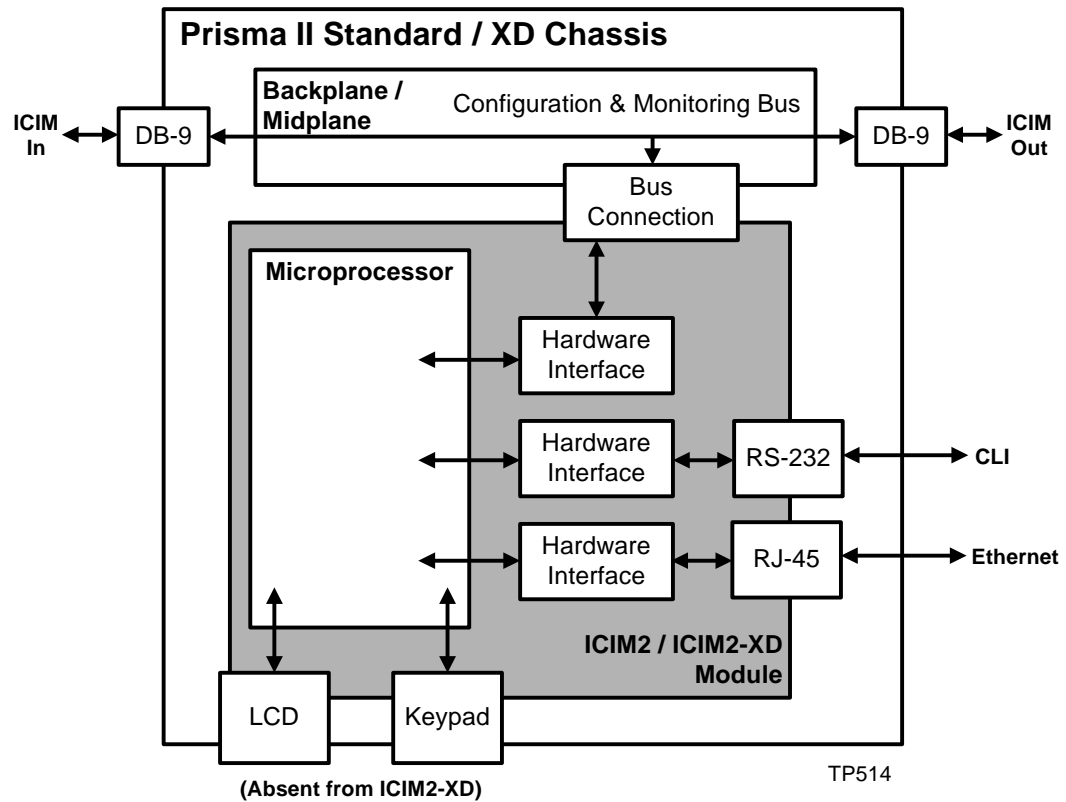 Prisma II Standard / XD Chassis
Backplane /
Midplane
Configuration & Monitoring Bus
ICIM
In
DB-9
DB-9
ICIM
Out
Bus
Connection
Microprocessor
Hardware
Interface
Hardware
Interface
RS-232
CLI
Hardware
Interface
RJ-45
Ethernet
ICIM2 / ICIM2-XD
Module
LCD
Keypad
(Absent from ICIM2-XD)
TP514